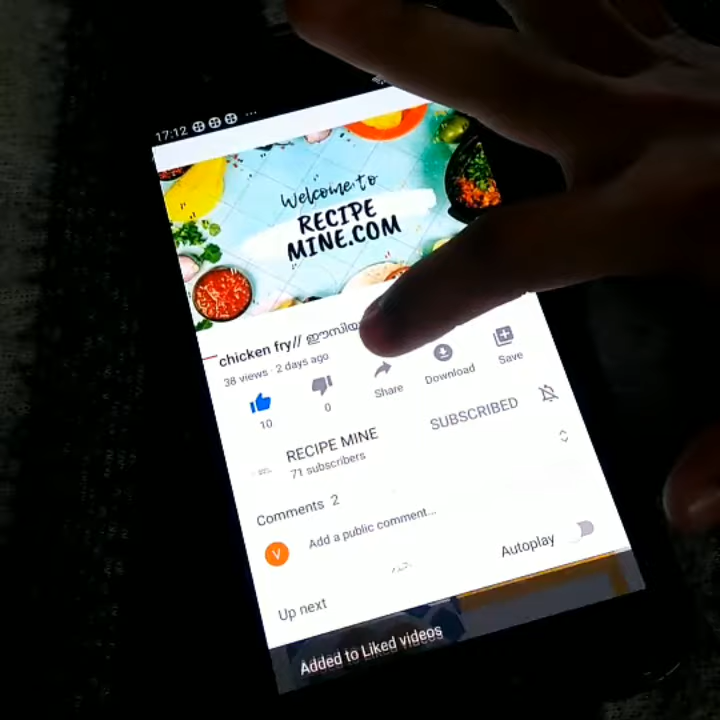 17:12 ...
Welcome to
RECIPE
MINE.COM
chicken fry//
38 views · 2 days ago
10
0
Share
Download
Save
RECIPE MINE
71 subscribers
SUBSCRIBED
Comments 2
V
Add a public comment...
Autoplay
Up next
Added to Liked videos